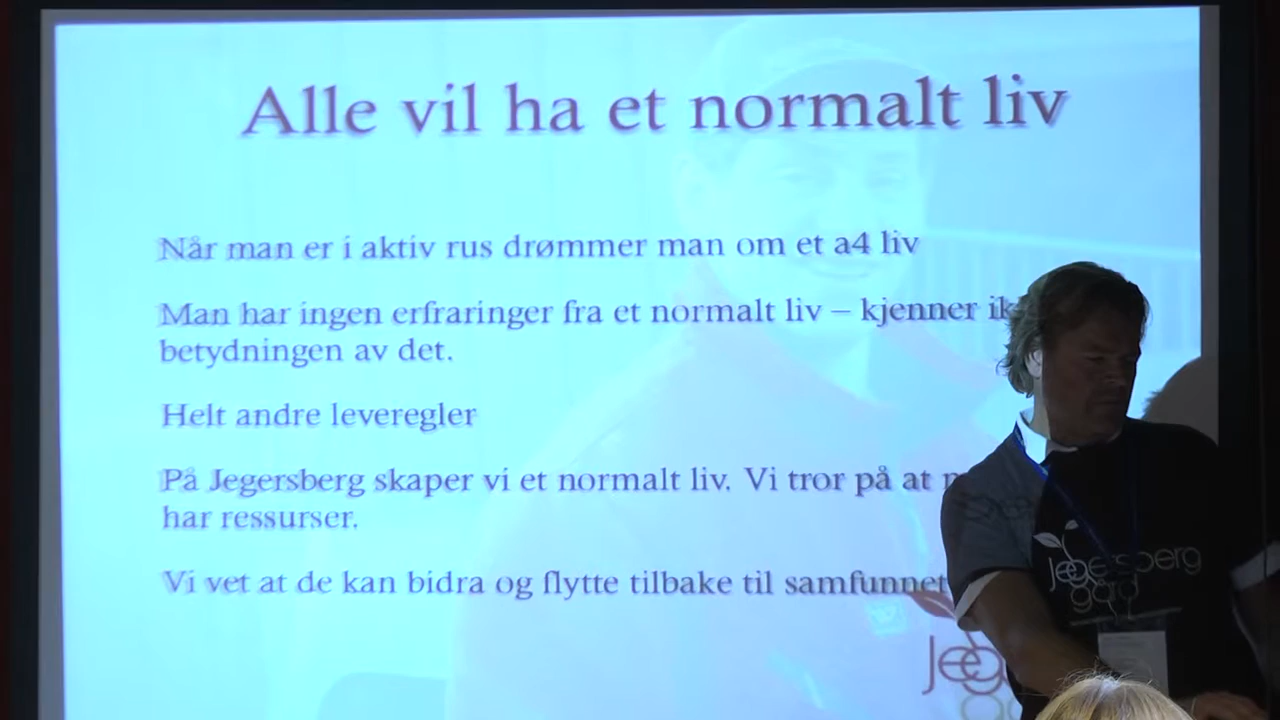 Alle vil ha et normalt liv
Når man er i aktiv rus drømmer man om et a4 liv
Man har ingen erfraringer fra et normalt liv – kjenner
betydningen av det.
Helt andre leveregler
På Jegersberg skaper vi et normalt liv. Vi tror på at
har ressurser.
Vi vet at de kan bidra og flytte tilbake til samfunnet
Jegersberg
gård